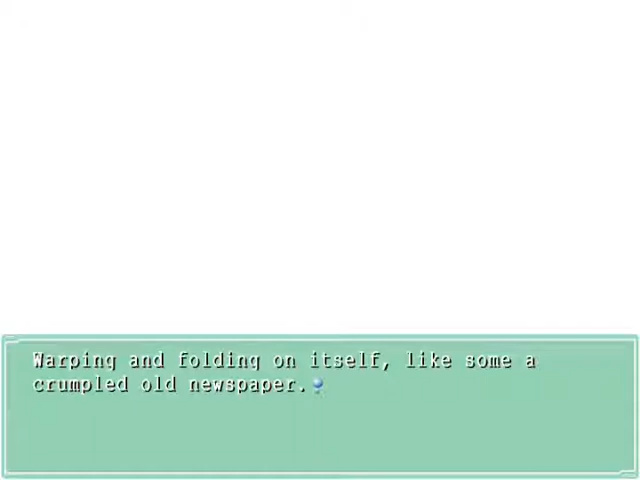 Warping and folding on itself, like some a
crumpled old newspaper.